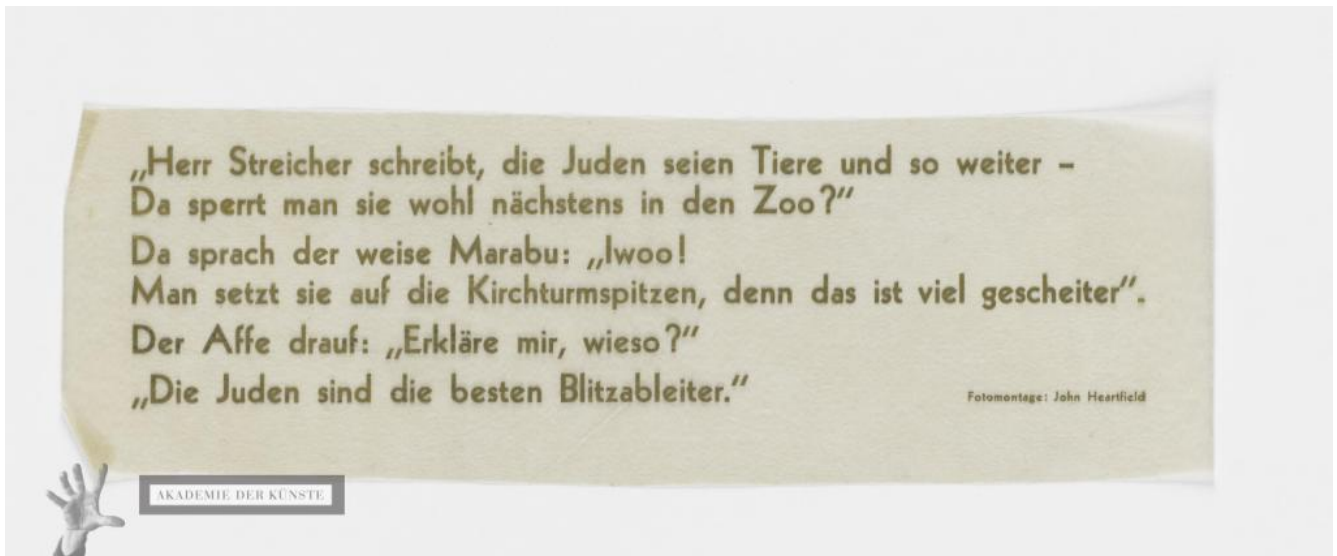 „Herr Streicher schreibt, die Juden seien Tiere und so weiter –
Da sperrt man sie wohl nächstens in den Zoo?“
Da sprach der weise Marabu: „Iwoo!
Man setzt sie auf die Kirchturmspitzen, denn das ist viel gescheiter“.
Der Affe drauf: „Erkläre mir, wieso?“
„Die Juden sind die besten Blitzableiter.“
Fotomontage: John Heartfield
AKADEMIE DER KÜNSTE